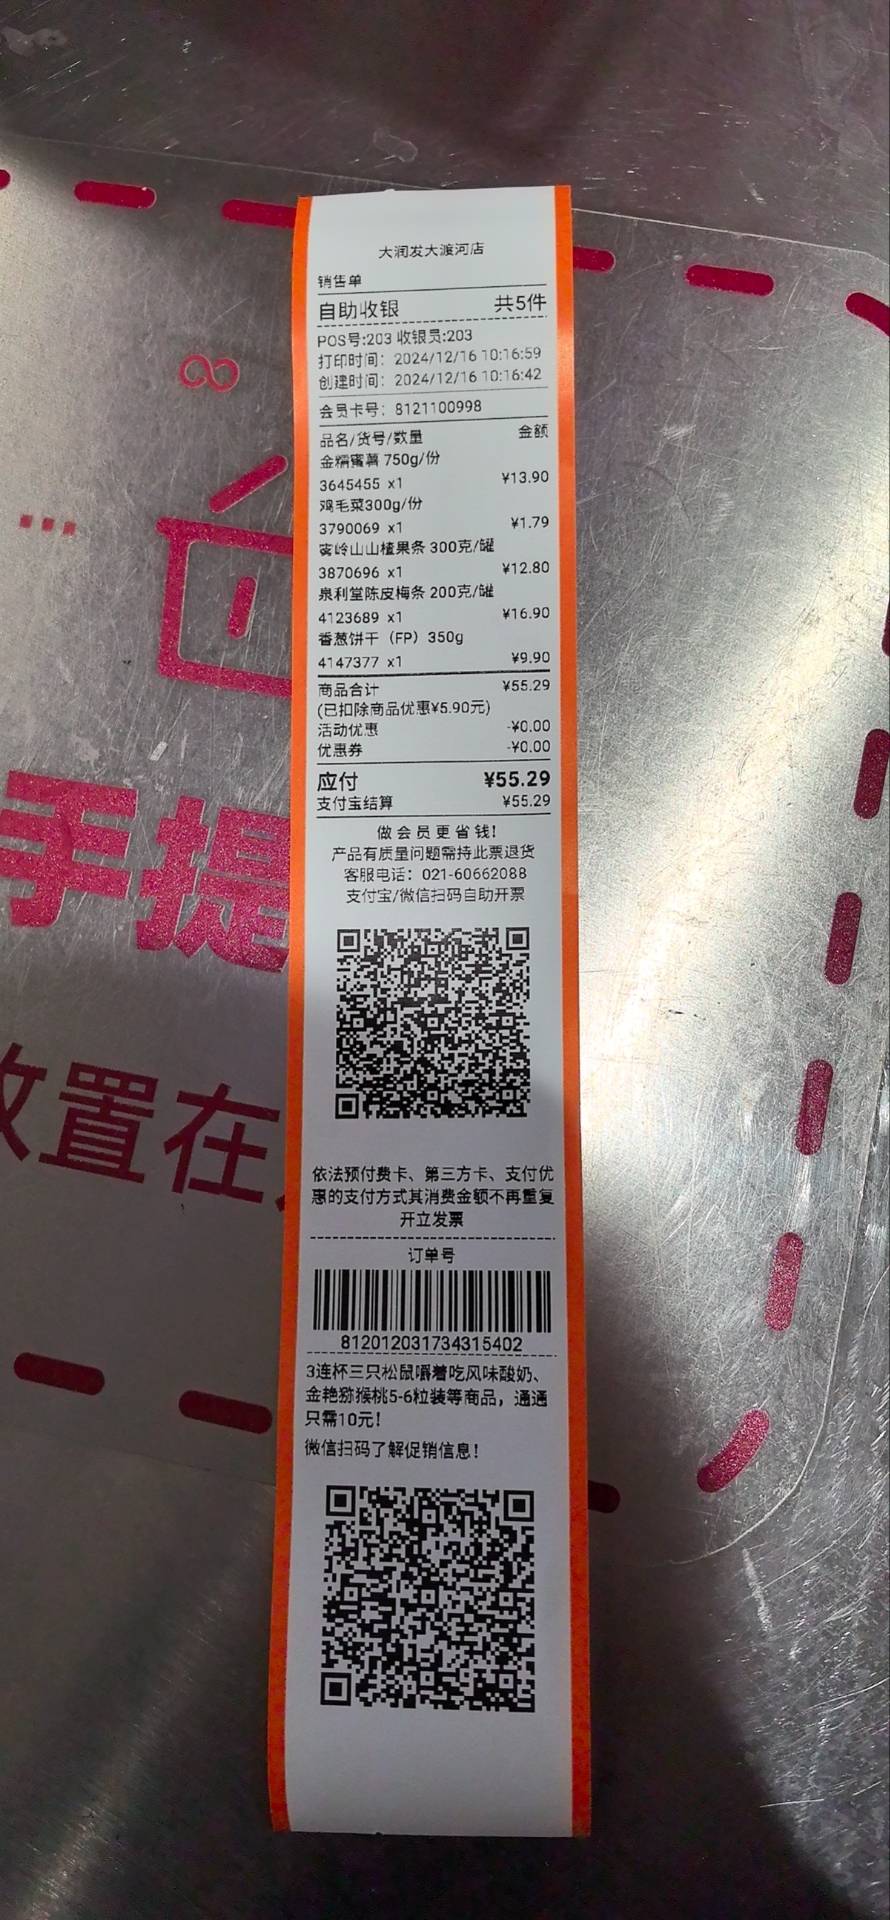 大润发大渡河店
销售单
自助收银 共5件
POS号:203 收银员:203
打印时间：2024/12/16 10:16:59
创建时间：2024/12/16 10:16:42
会员卡号：8121100998
品名/货号/数量 金额
金糯蜜薯 750g/份
3645455 x1 ¥13.90
鸡毛菜300g/份
3790069 x1 ¥1.79
雾岭山山楂果条 300克/罐
3870696 x1 ¥12.80
泉利堂陈皮梅条 200克/罐
4123689 x1 ¥16.90
香葱饼干（FP）350g
4147377 x1 ¥9.90
商品合计 ¥55.29
(已扣除商品优惠¥5.90元)
活动优惠 -¥0.00
优惠券 -¥0.00
应付 ¥55.29
支付宝结算 ¥55.29
做会员更省钱!
产品有质量问题需持此票退货
客服电话：021-60662088
支付宝/微信扫码自助开票
依法预付费卡、第三方卡、支付优
惠的支付方式其消费金额不再重复
开立发票
订单号
812012031734315402
3连杯三只松鼠嚼着吃风味酸奶、
金艳猕猴桃5-6粒装等商品，通通
只需10元!
微信扫码了解促销信息!
手提
放置在